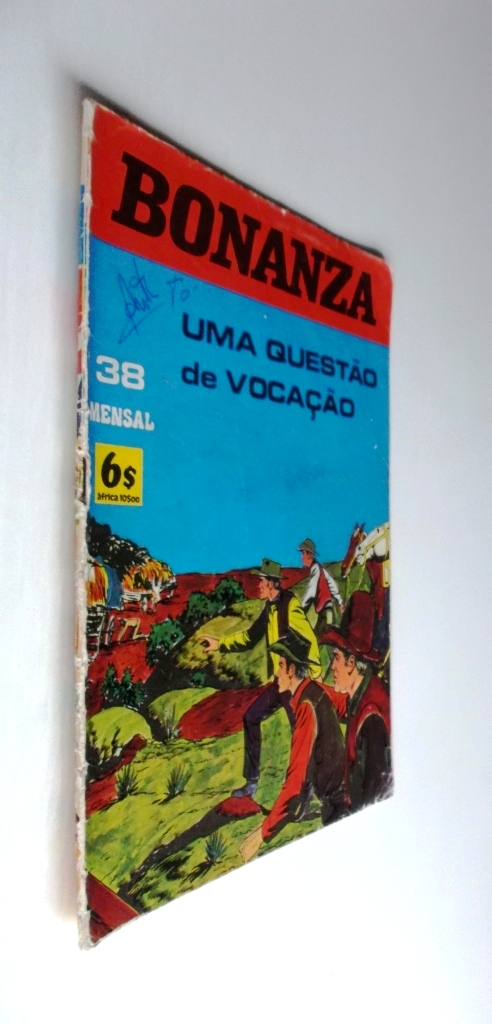 BONANZA
UMA QUESTÃO
de VOCAÇÃO
38
MENSAL
6$
áfrica 10$00